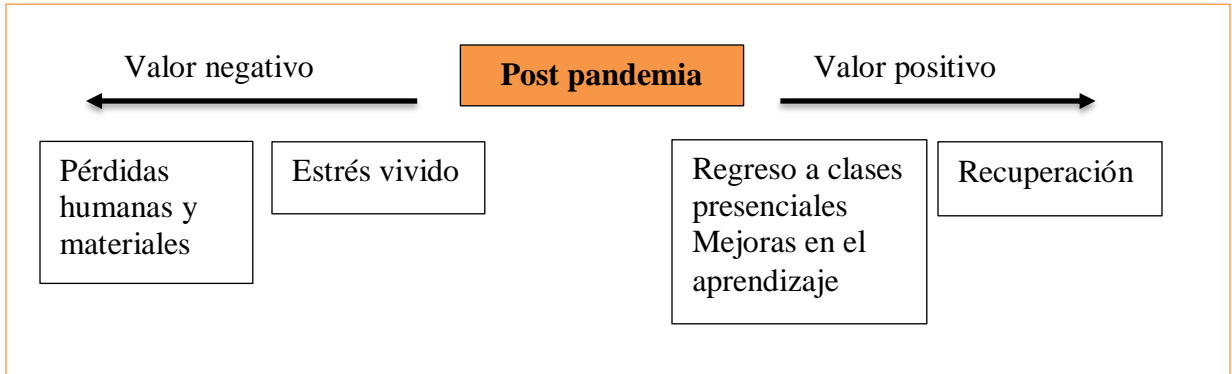 Valor negativo
Post pandemia
Valor positivo
Pérdidas
humanas y
materiales
Estrés vivido
Regreso a clases
presenciales
Mejoras en el
aprendizaje
Recuperación